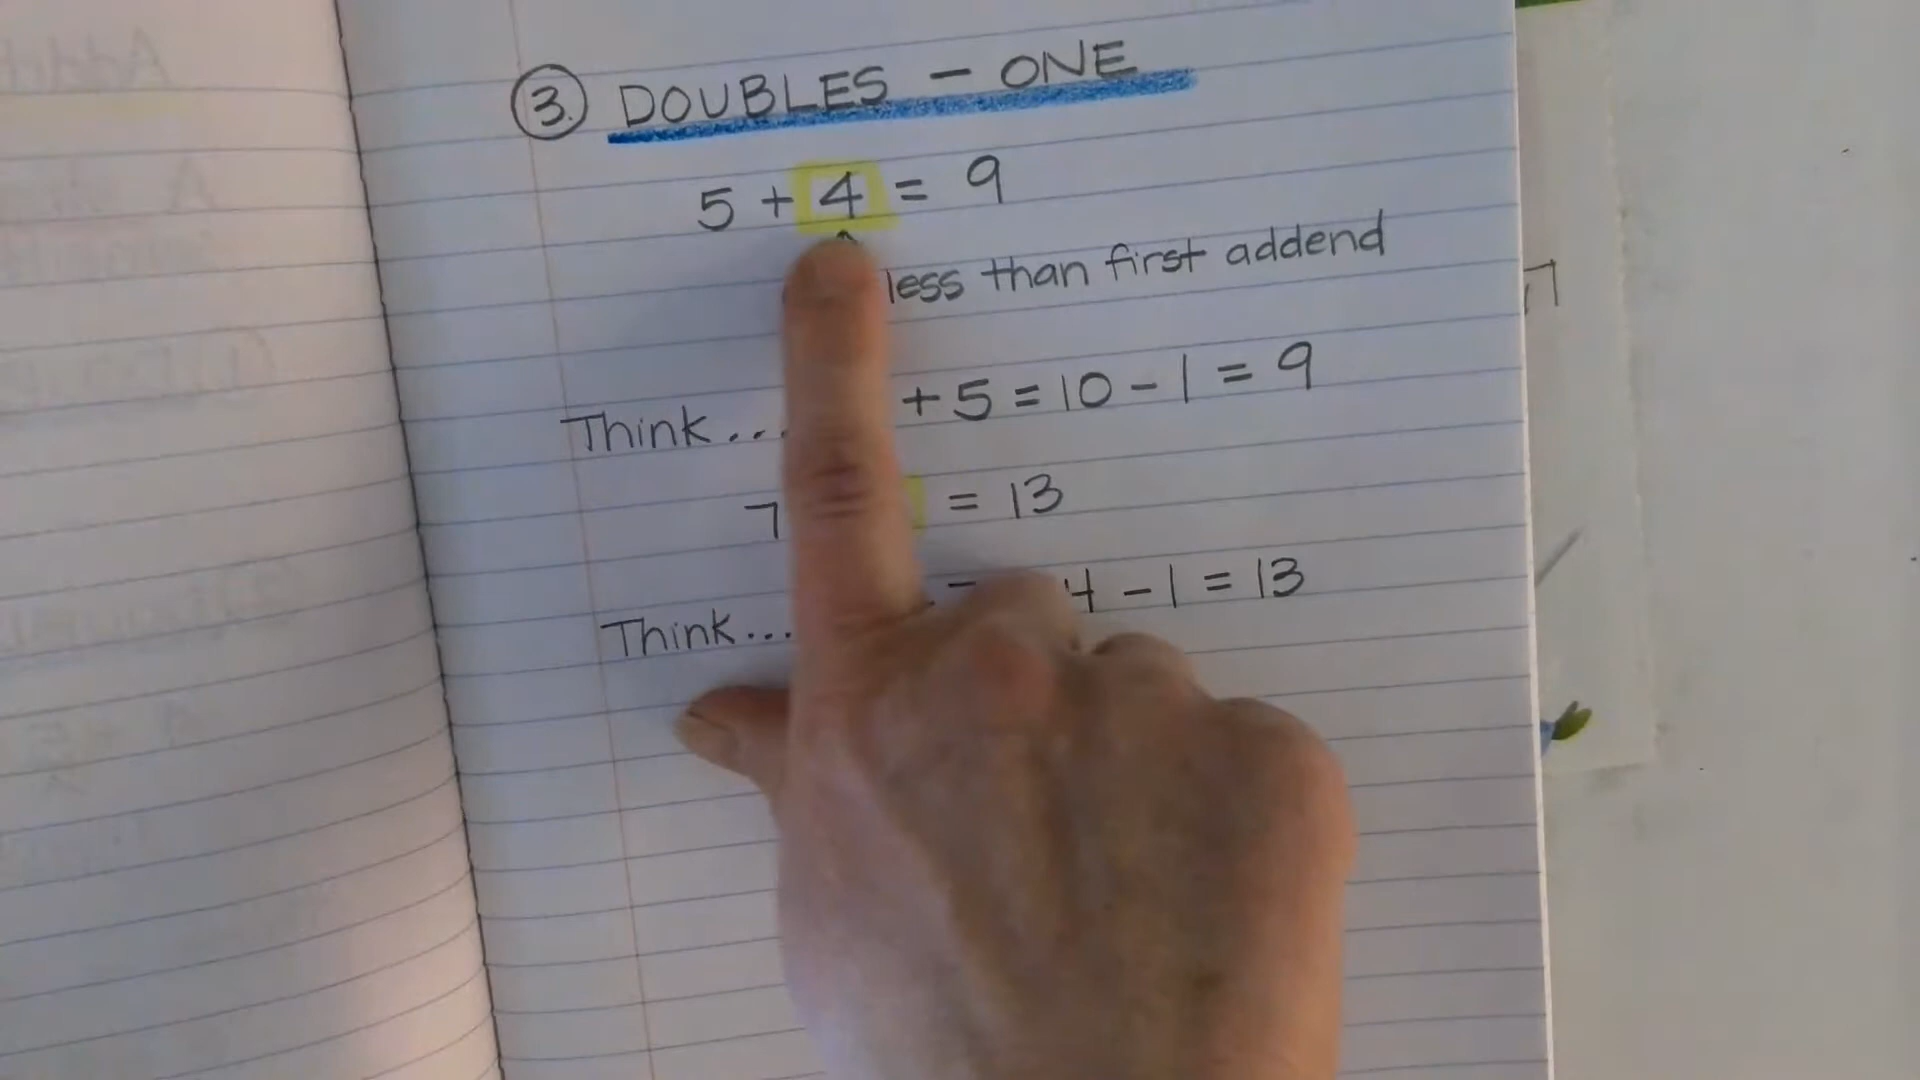 3. DOUBLES - ONE
5 + 4 = 9
less than first addend
Think... + 5 = 10 - 1 = 9
7 = 13
Think... 4 - 1 = 13